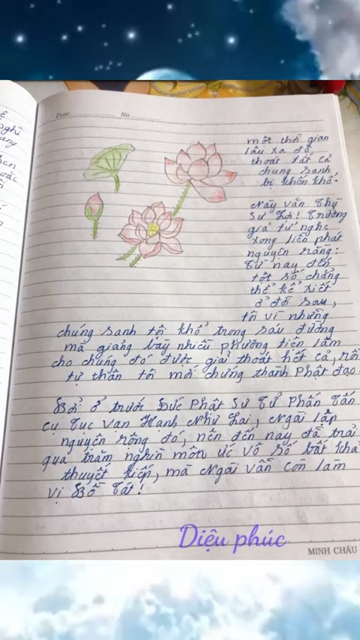 Date No
một thời gian
lâu xa độ
thoát tất cả
chúng sanh
bị khốn khổ.
Này Văn Thù
Sư Lợi! Trưởng
giả tử nghe
xong liền phát
nguyện rằng:
Từ nay đến
tột số chẳng
thể kể xiết
ở đời sau,
tôi vì những
chúng sanh tội khổ trong sáu đường
mà giảng bày nhiều phương tiện làm
cho chúng đó được giải thoát hết cả, rồi
tự thân tôi mới chứng thành Phật đạo.
Bởi ở trước Đức Phật Sư Tử Phấn Tấn
Cụ Túc Vạn Hạnh Như Lai, Ngài lập
nguyện rộng đó, nên đến nay đã trải
qua trăm nghìn muôn ức vô số bất khả
thuyết kiếp, mà Ngài vẫn còn làm
vị Bồ Tát!
Diệu phúc
MINH CHÂU